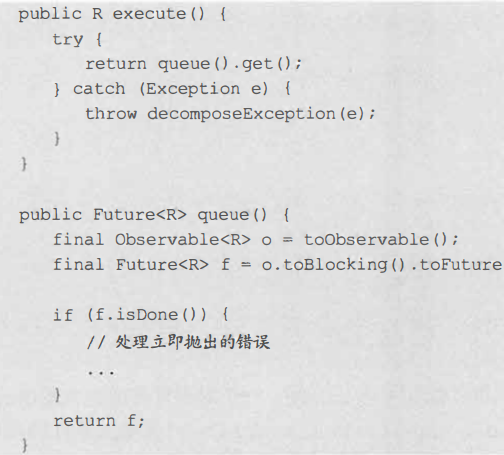 public R execute() {
try {
return queue().get();
} catch (Exception e) {
throw decomposeException(e);
}
}
public Future<R> queue() {
final Observable<R> o = toObservable();
final Future<R> f = o.toBlocking().toFuture
if (f.isDone()) {
// 处理立即抛出的错误
...
}
return f;
}